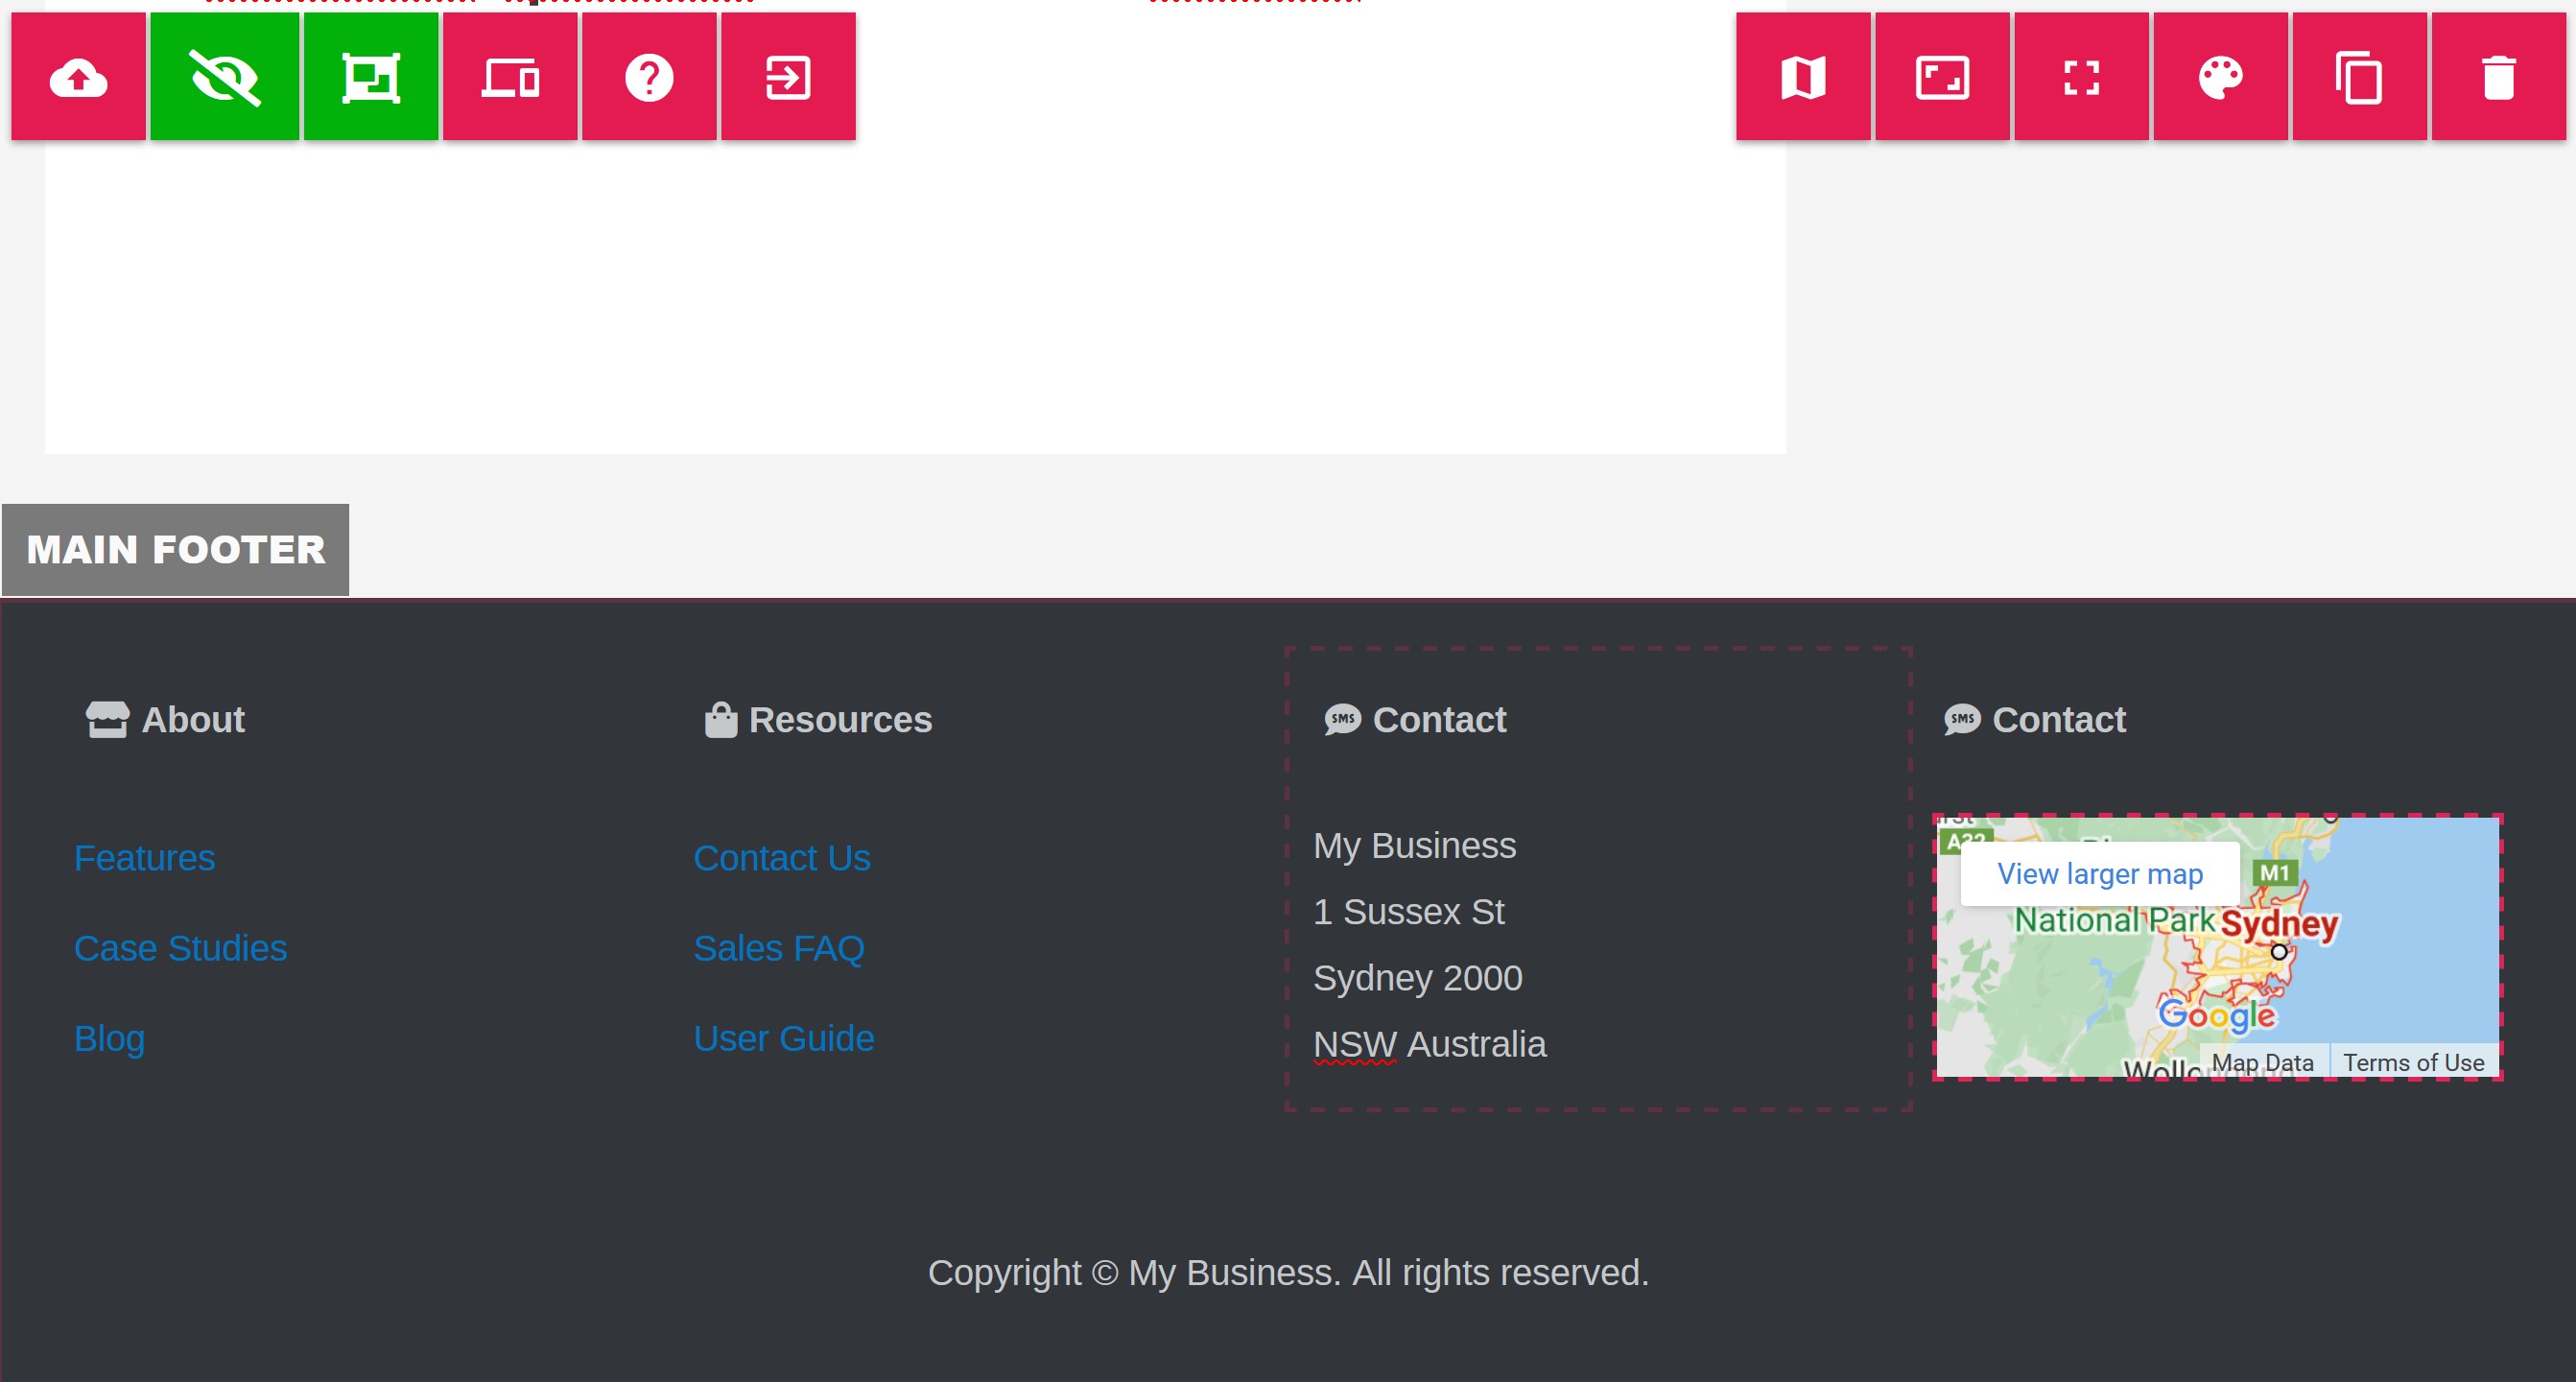 MAIN FOOTER
About
Resources
SMS Contact
SMS Contact
Features
Case Studies
Blog
Contact Us
Sales FAQ
User Guide
My Business
1 Sussex St
Sydney 2000
NSW Australia
View larger map
M1
National Park
Sydney
Google
Map Data
Terms of Use
Copyright © My Business. All rights reserved.